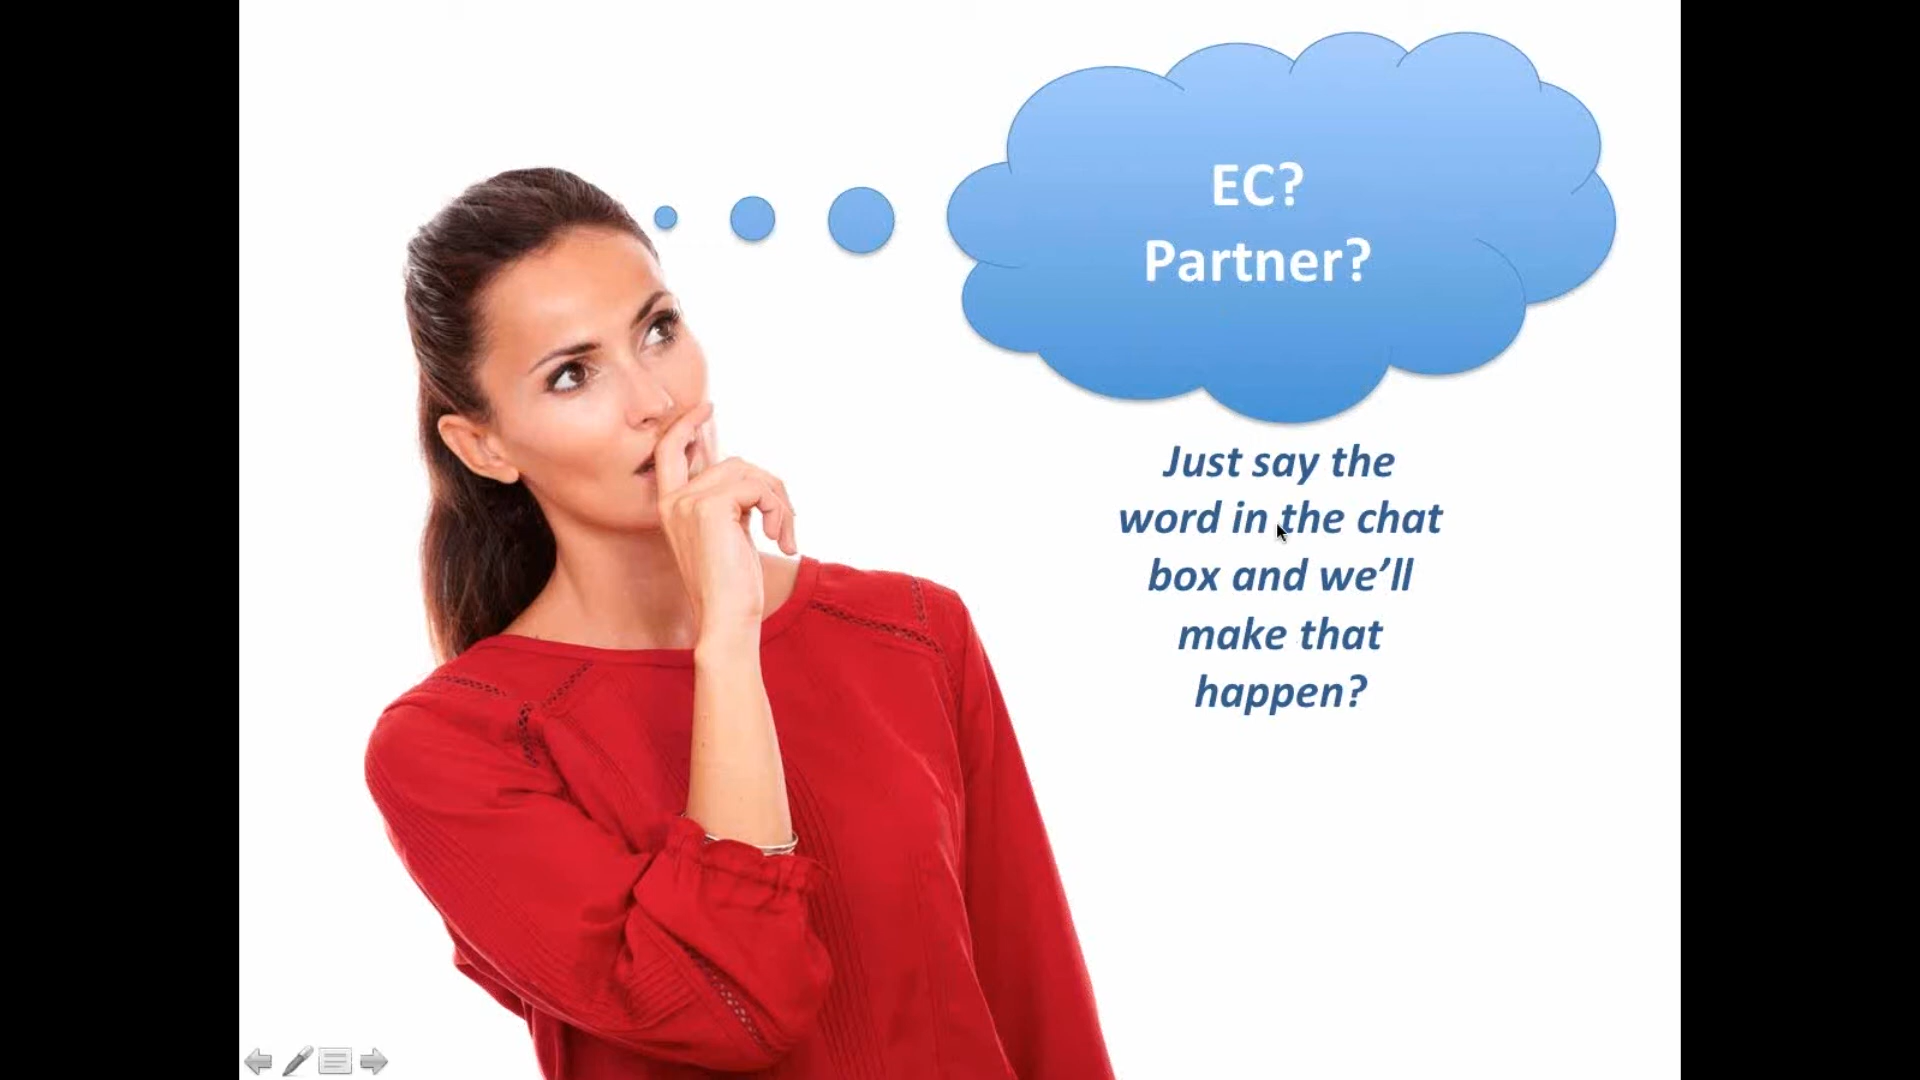 EC?
Partner?
Just say the
word in the chat
box and we’ll
make that
happen?